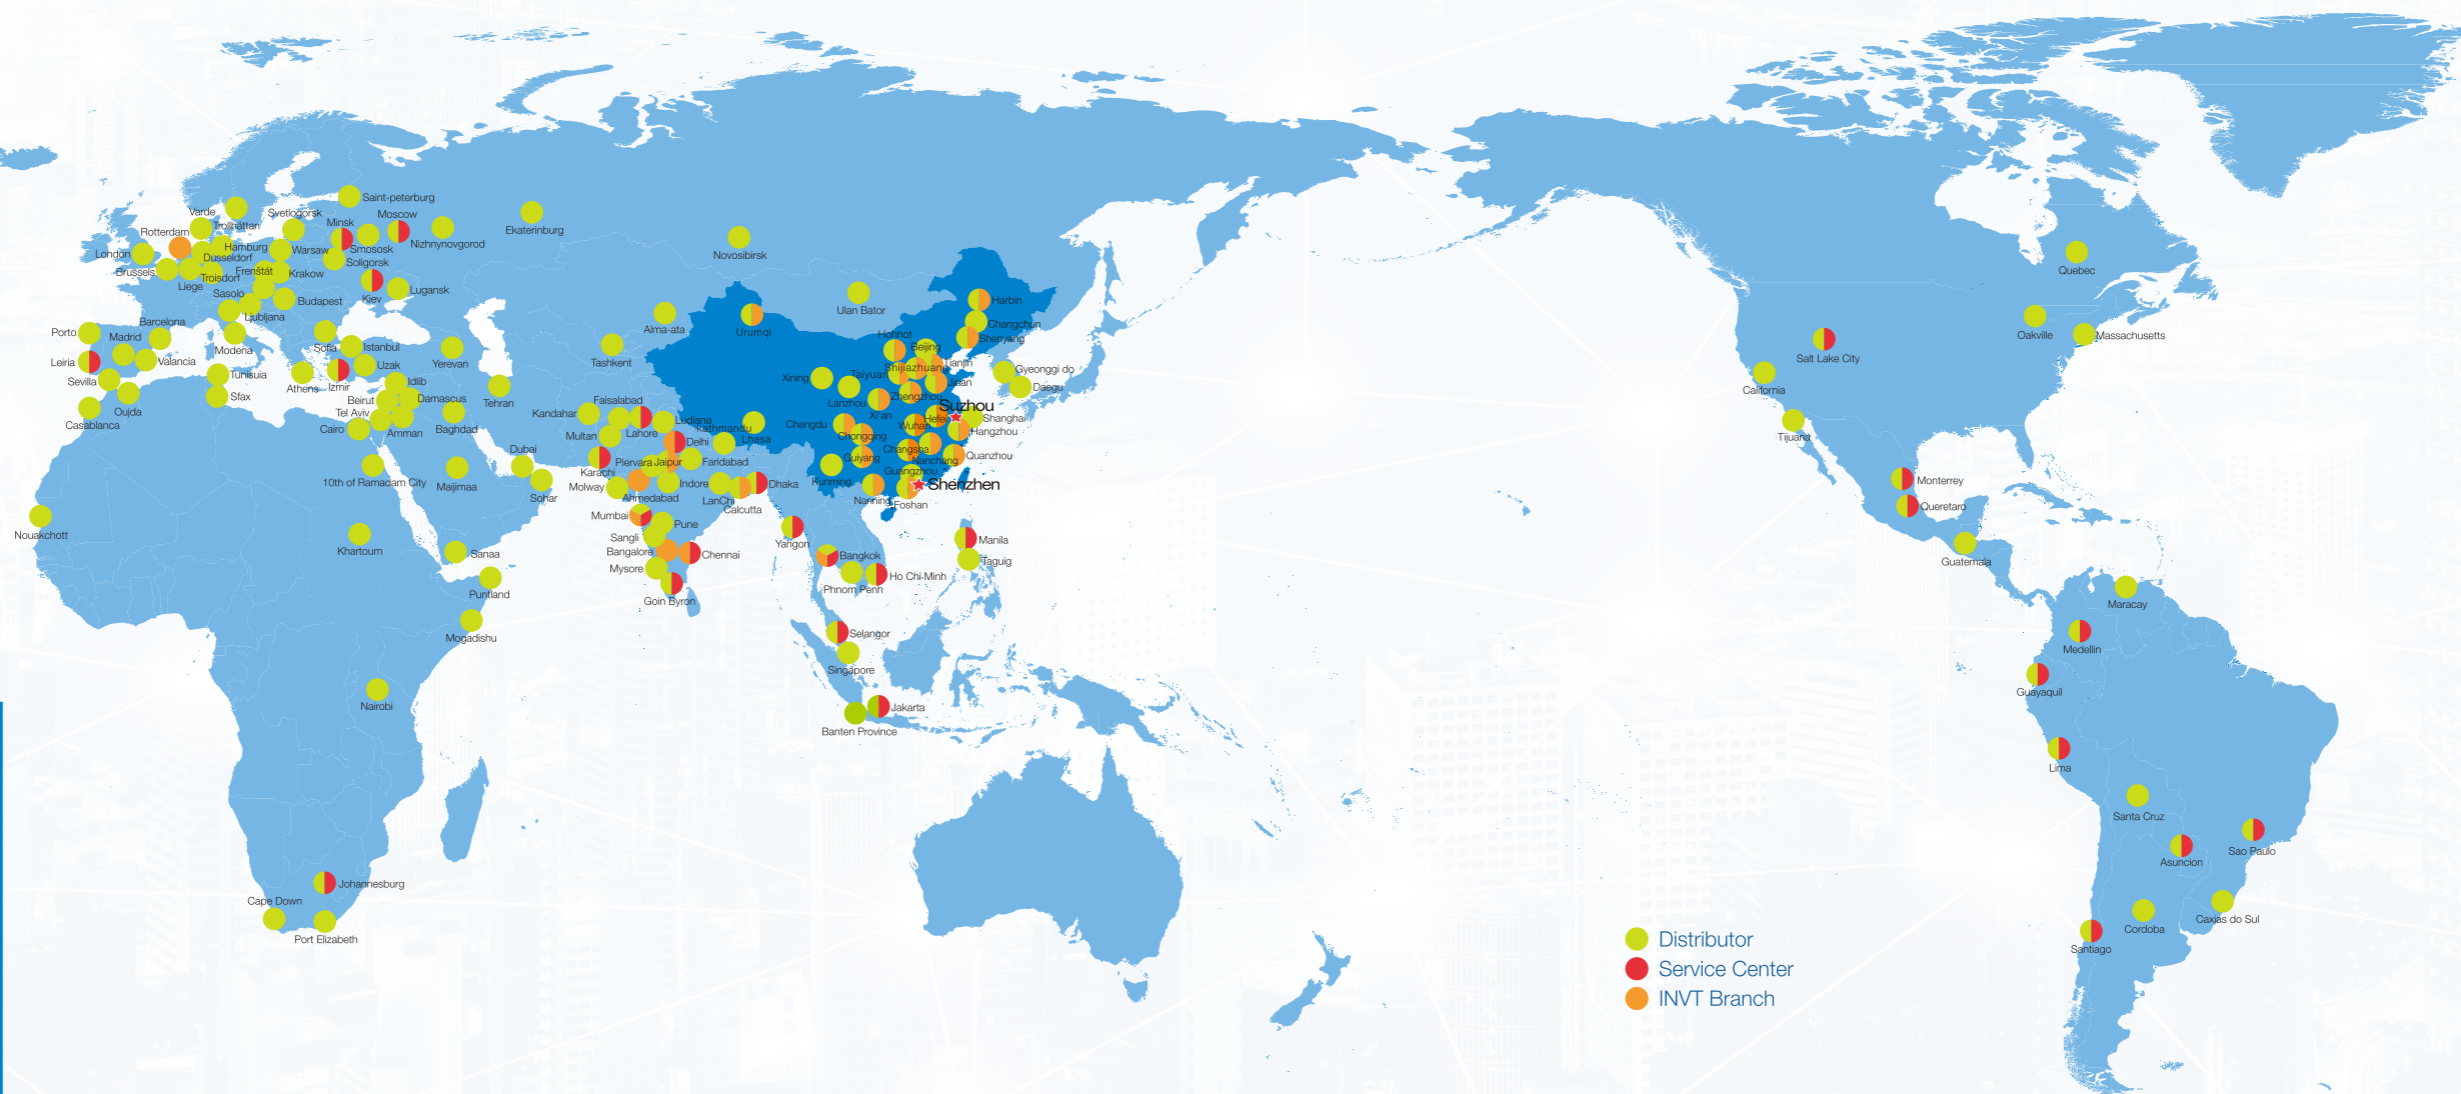 Saint-peterburg
Varde
Trollhättan
Svetlogorsk
Moscow
Minsk
Rotterdam
Smososk
Nizhnynovgorod
Ekaterinburg
Hamburg
Warsaw
London
Dusseldorf
Soligorsk
Novosibirsk
Brussels
Troisdorf
Frenštát
Krakow
Liege
Sasolo
Kiev
Lugansk
Budapest
Ljubljana
Barcelona
Porto
Madrid
Modena
Sofia
Istanbul
Yerevan
Leiria
Valancia
Uzak
Sevilla
Tunisuia
Athens
Izmir
Idlib
Tehran
Oujda
Sfax
Beirut
Damascus
Casablanca
Tel Aviv
Cairo
Amman
Baghdad
10th of Ramacam City
Maijimaa
Dubai
Sohar
Nouakchott
Khartoum
Sanaa
Puntland
Mogadishu
Nairobi
Johannesburg
Cape Down
Port Elizabeth
Alma-ata
Tashkent
Urumqi
Ulan Bator
Harbin
Changchun
Shenyang
Hohhot
Beijing
Tianjin
Shijiazhuang
Taiyuan
Jinan
Xining
Lanzhou
Zhengzhou
Xi'an
Gyeonggi do
Daegu
Suzhou
Shanghai
Hefei
Wuhan
Hangzhou
Chengdu
Chongqing
Lhasa
Changsha
Nanchang
Quanzhou
Guiyang
Guangzhou
Kunming
Shenzhen
Nanning
Foshan
Kandahar
Faisalabad
Multan
Lahore
Ludiana
Kathmandu
Delhi
Karachi
Piervara
Jaipur
Faridabad
Molway
Ahmedabad
Indore
LanChi
Calcutta
Dhaka
Mumbai
Pune
Sangli
Bangalore
Chennai
Mysore
Goin Byron
Yangon
Bangkok
Phnom Penh
Ho Chi-Minh
Manila
Taguig
Selangor
Singapore
Jakarta
Banten Province
Quebec
Oakville
Massachusetts
Salt Lake City
California
Tijuana
Monterrey
Queretaro
Guatemala
Maracay
Medellin
Guayaquil
Lima
Santa Cruz
Sao Paulo
Asuncion
Caxias do Sul
Cordoba
Santiago
Distributor
Service Center
INVT Branch